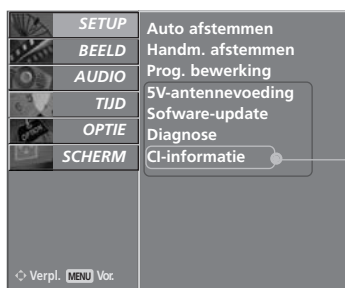 SETUP
BEELD
AUDIO
TIJD
OPTIE
SCHERM
Auto afstemmen
Handm. afstemmen
Prog. bewerking
5V-antennevoeding
Sofware-update
Diagnose
CI-informatie
Verpl. MENU Vor.